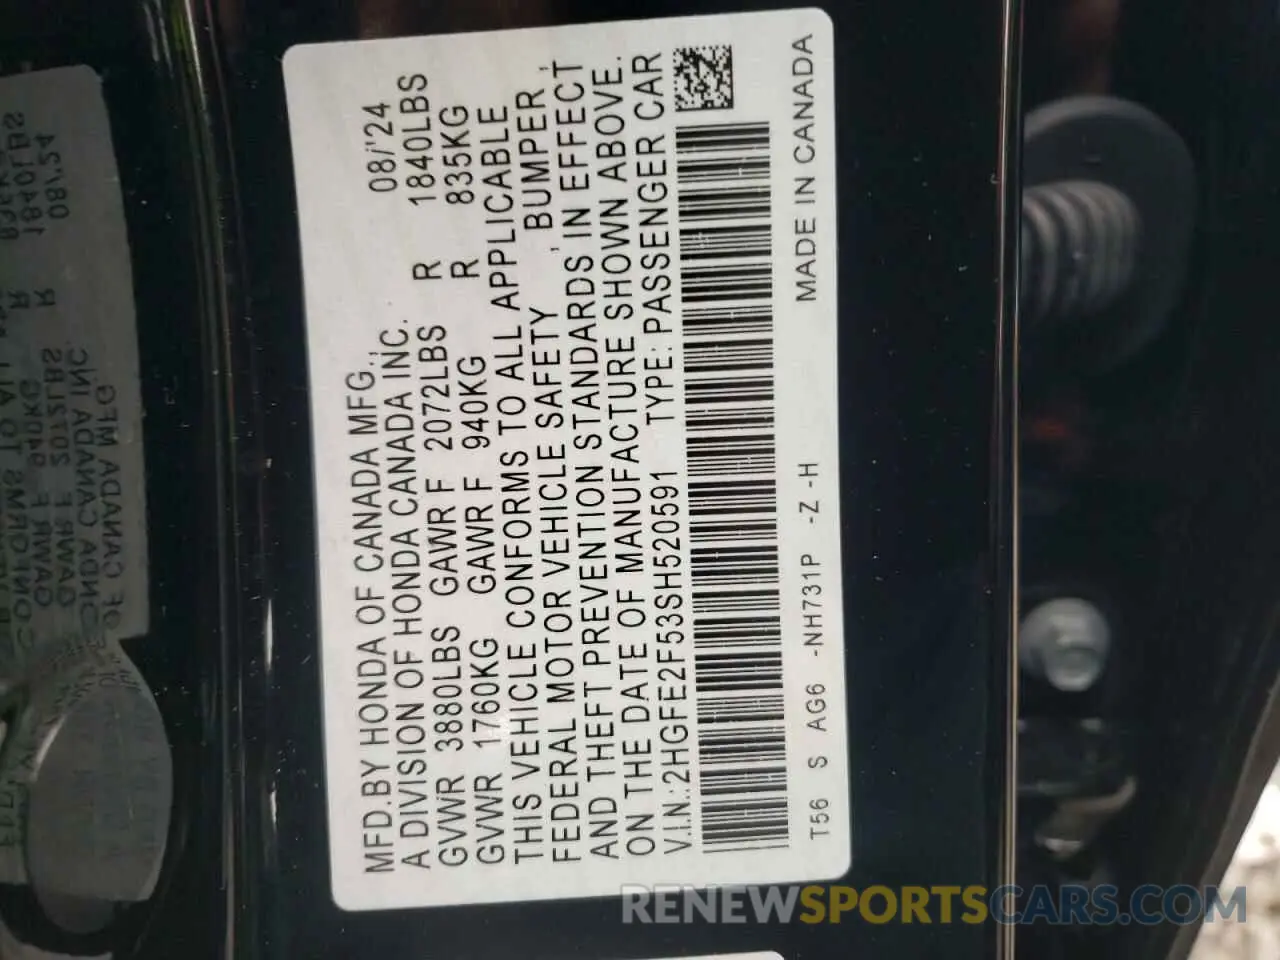 MFD.BY HONDA OF CANADA MFG., 08/'24
A DIVISION OF HONDA CANADA INC.
GVWR 3880LBS GAWR F 2072LBS R 1840LBS
GVWR 1760KG GAWR F 940KG R 835KG
THIS VEHICLE CONFORMS TO ALL APPLICABLE
FEDERAL MOTOR VEHICLE SAFETY, BUMPER,
AND THEFT PREVENTION STANDARDS IN EFFECT
ON THE DATE OF MANUFACTURE SHOWN ABOVE.
V.I.N.:2HGFE2F53SH520591 TYPE:PASSENGER CAR
T56 S AG6 -NH731P -Z -H MADE IN CANADA
RENEWSPORTSCARS.COM